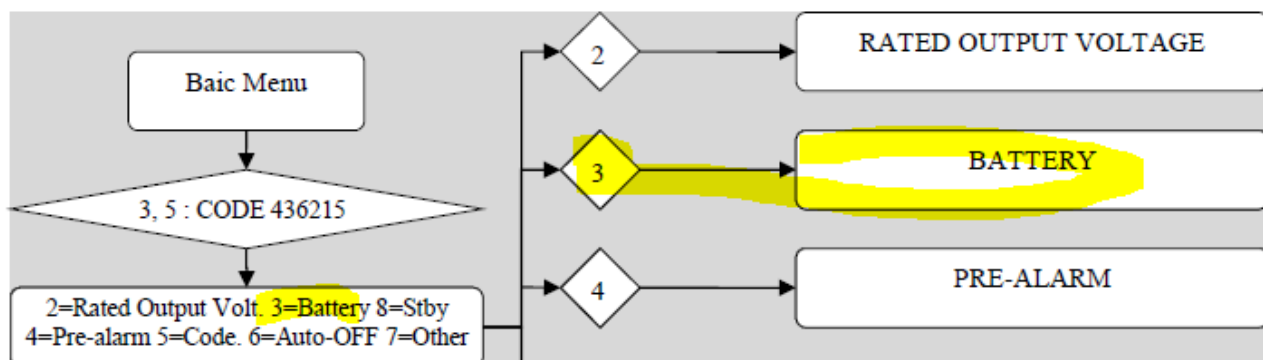 Baic Menu
3, 5 : CODE 436215
2=Rated Output Volt. 3=Battery 8=Stby
4=Pre-alarm 5=Code. 6=Auto-OFF 7=Other
2
RATED OUTPUT VOLTAGE
3
BATTERY
4
PRE-ALARM